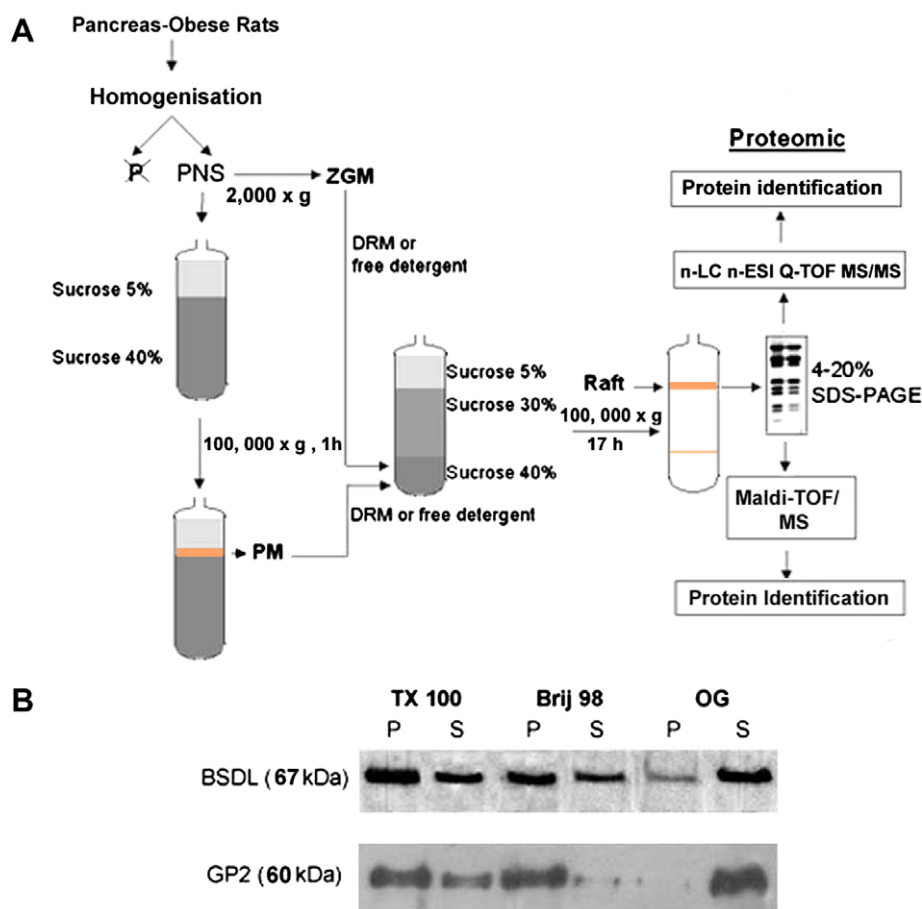 A
Pancreas-Obese Rats
Homogenisation
P PNS
2,000 x g
ZGM
DRM or
free detergent
Sucrose 5%
Sucrose 40%
100, 000 x g , 1h
PM
DRM or free detergent
Sucrose 5%
Sucrose 30%
Sucrose 40%
Raft
100, 000 x g
17 h
Proteomic
Protein identification
n-LC n-ESI Q-TOF MS/MS
4-20%
SDS-PAGE
Maldi-TOF/
MS
Protein Identification
B
TX 100 Brij 98 OG
P S P S P S
BSDL (67 kDa)
GP2 (60 kDa)